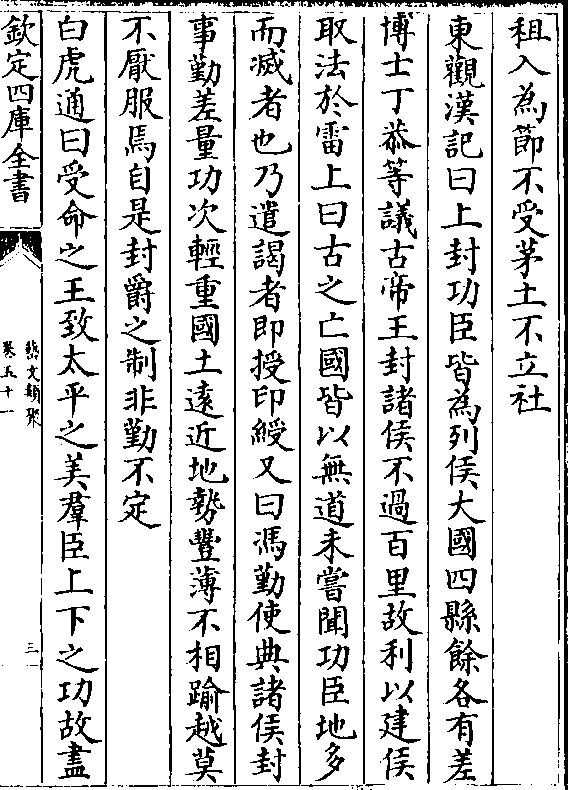 租入為節不受茅土不立社
東觀漢記曰上封功臣皆為列侯大國四縣餘各有差
博士丁恭等議古帝王封諸侯不過百里故利以建侯
取法於雷上曰古之亡國皆以無道未嘗聞功臣地多
而滅者也乃遣謁者即授印綬又曰馮勤使典諸侯封
事勤差量功次輕重國土遠近地勢豐薄不相踰越莫
不厭服焉自是封爵之制非勤不定
白虎通曰受命之王致太平之美羣臣上下之功故盡
欽定四庫全書
藝文類聚
卷五十一
三